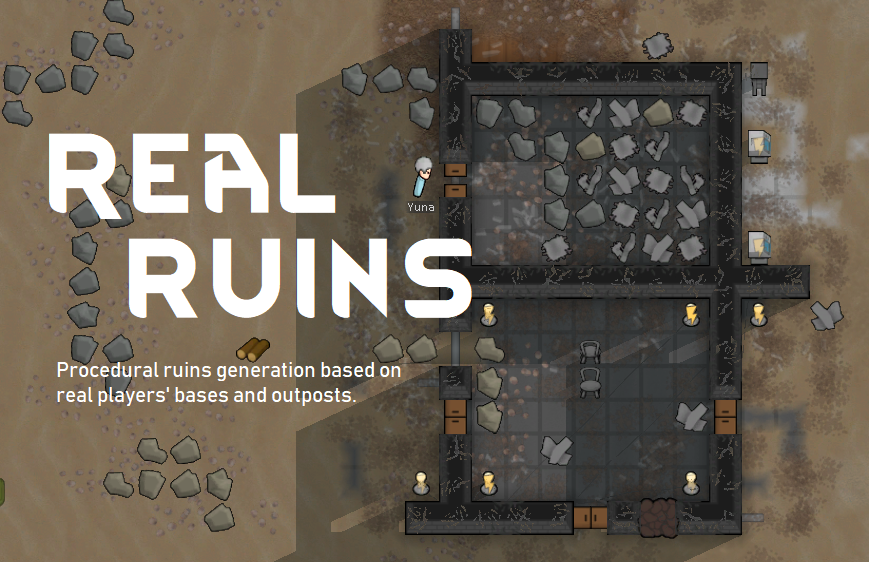 REAL
RUINS
Yuna
Procedural ruins generation based on
real players' bases and outposts.